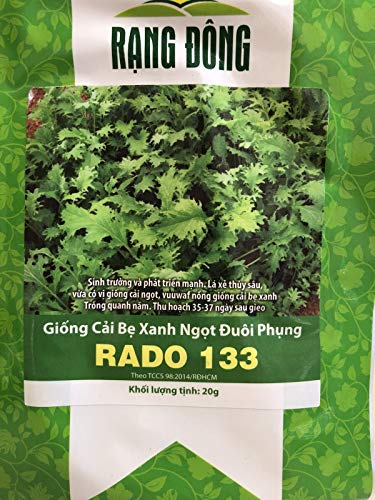 RẠNG ĐÔNG
Sinh trưởng và phát triển mạnh. Lá xẻ thùy sâu,
vừa có vị giống cải ngọt, vuuwaf nóng giống cải bẹ xanh
Trồng quanh năm. Thu hoạch 35-37 ngày sau gieo
Giống Cải Bẹ Xanh Ngọt Đuôi Phụng
RADO 133
Theo TCCS 98:2014/RĐHCM
Khối lượng tịnh: 20g